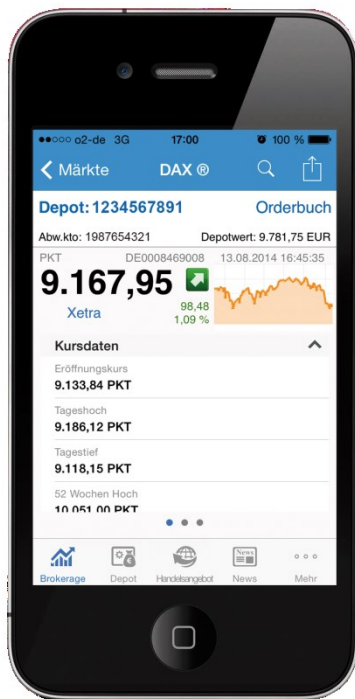 o2-de 3G 17:00 100 %
Märkte DAX ® 
Depot: 1234567891 Orderbuch
Abw.kto: 1987654321 Depotwert: 9.781,75 EUR
PKT DE0008469008 13.08.2014 16:45:35
9.167,95
98,48
Xetra
1,09 %
Kursdaten
Eröffnungskurs
9.133,84 PKT
Tageshoch
9.186,12 PKT
Tagestief
9.118,15 PKT
52 Wochen Hoch
10.051,00 PKT
News
Brokerage Depot Handelsangebot News Mehr